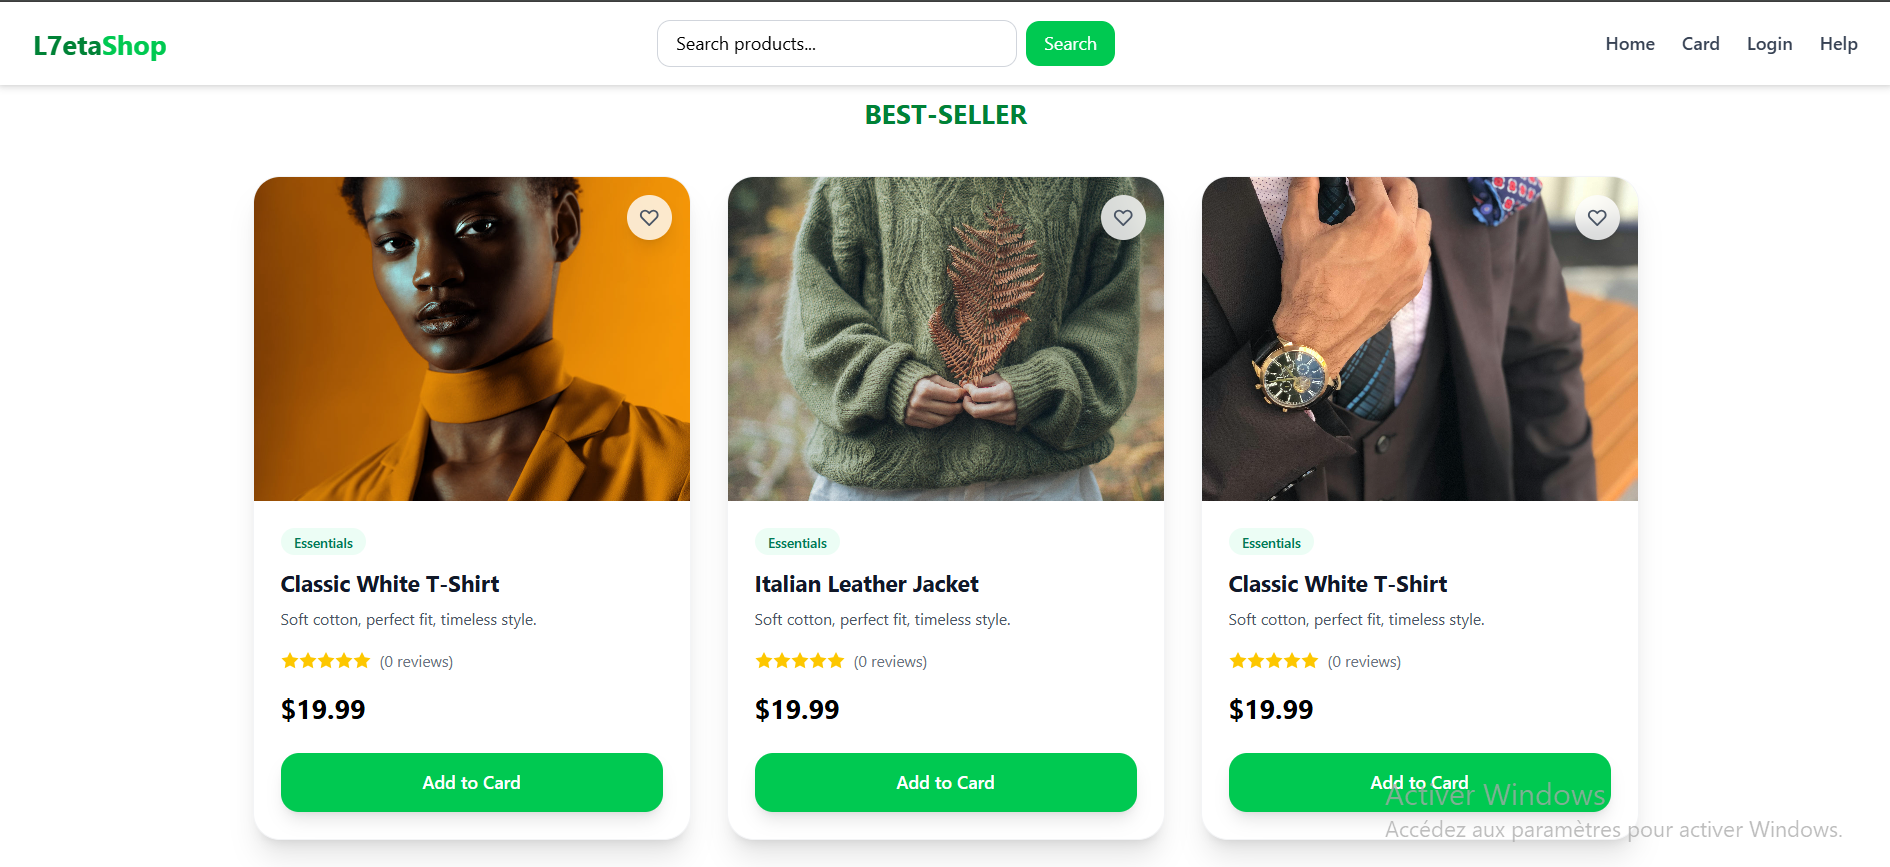 L7etaShop
Search products...
Search
Home
Card
Login
Help
BEST-SELLER
Essentials
Classic White T-Shirt
Soft cotton, perfect fit, timeless style.
(0 reviews)
$19.99
Add to Card
Essentials
Italian Leather Jacket
Soft cotton, perfect fit, timeless style.
(0 reviews)
$19.99
Add to Card
Essentials
Classic White T-Shirt
Soft cotton, perfect fit, timeless style.
(0 reviews)
$19.99
Add to Card
Activer Windows
Accédez aux paramètres pour activer Windows.